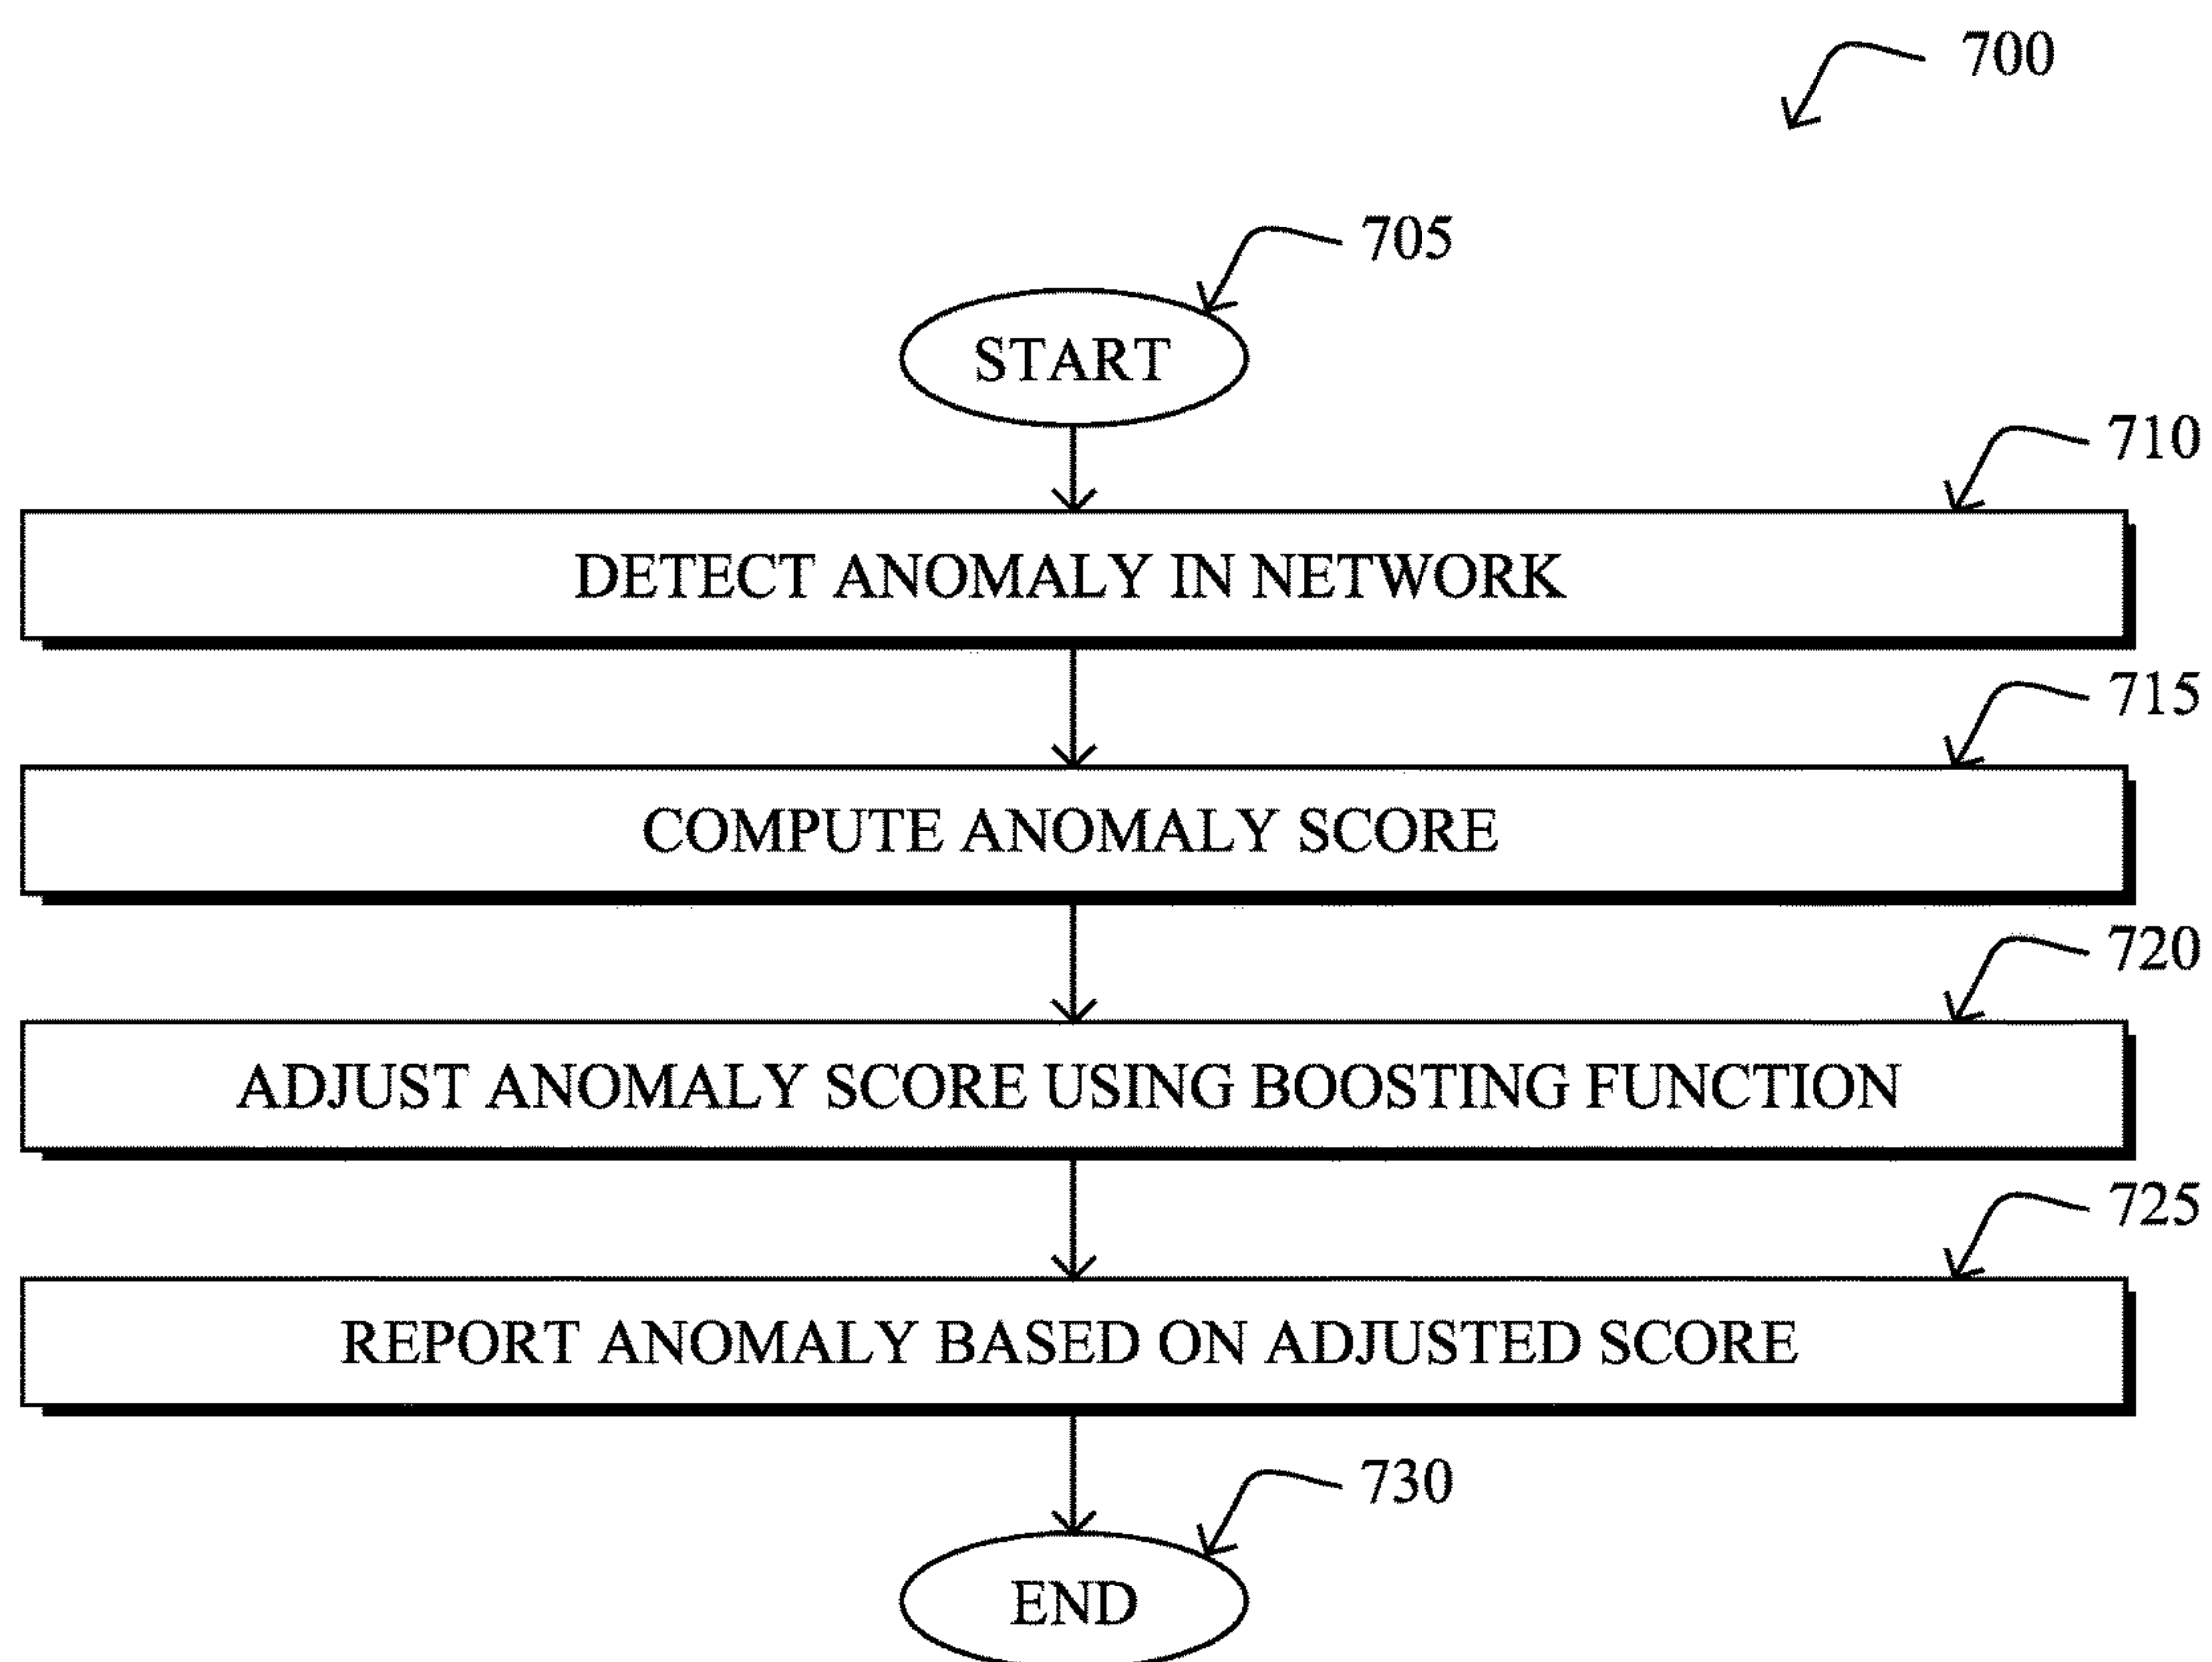 700
705
START
710
DETECT ANOMALY IN NETWORK
715
COMPUTE ANOMALY SCORE
720
ADJUST ANOMALY SCORE USING BOOSTING FUNCTION
725
REPORT ANOMALY BASED ON ADJUSTED SCORE
730
END